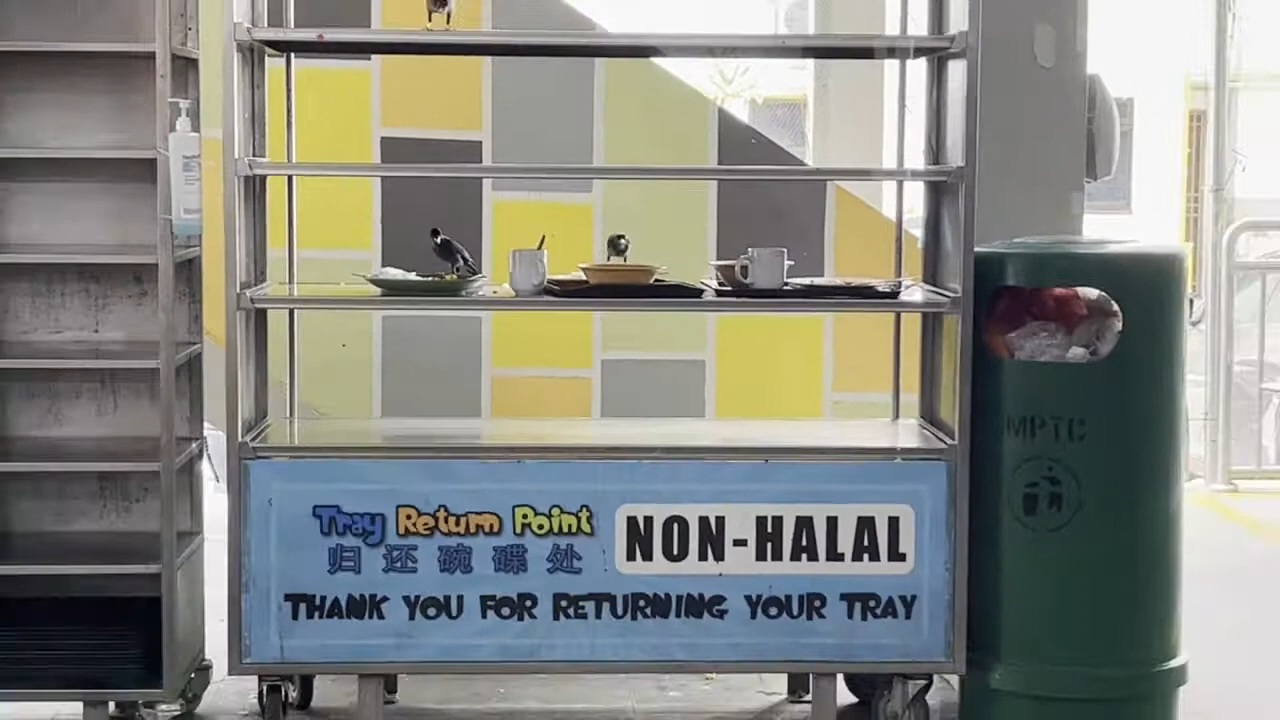 MPTC
Tray Return Point
归还碗碟处
NON-HALAL
THANK YOU FOR RETURNING YOUR TRAY